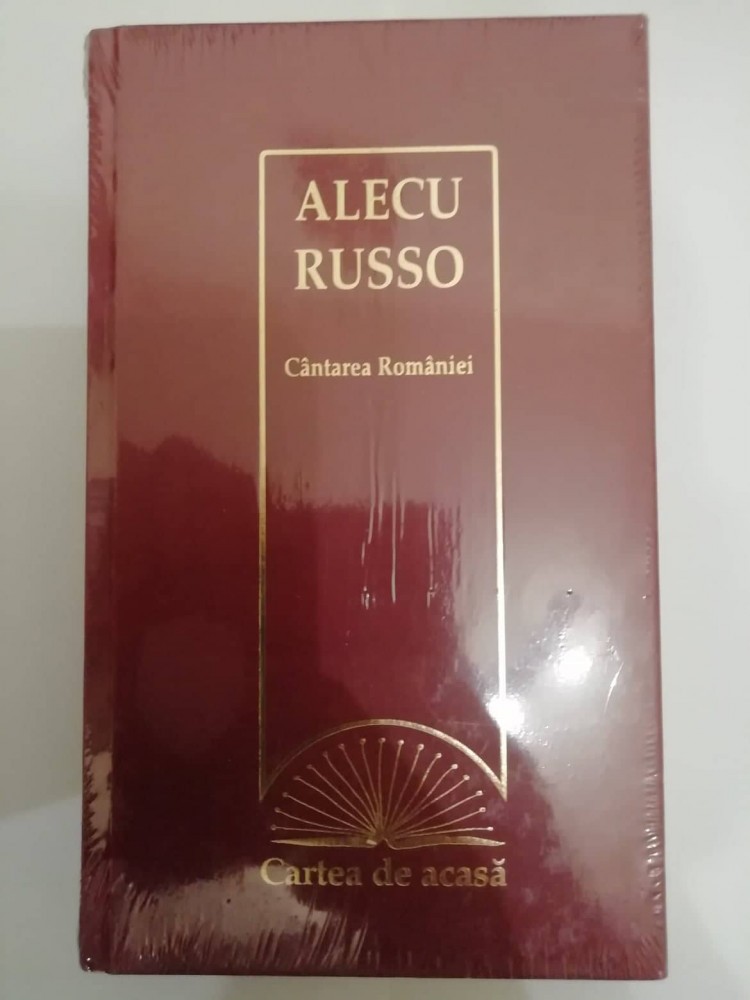 ALECU
RUSSO
Cântarea României
Cartea de acasă